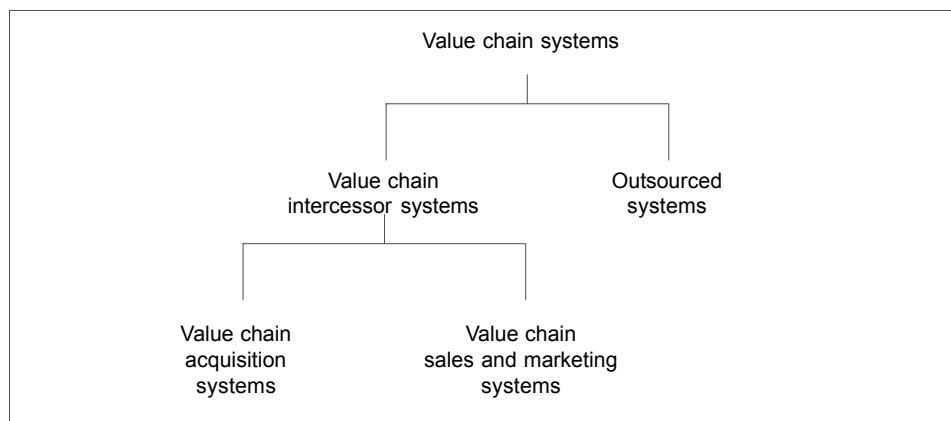 Value chain systems
Value chain
intercessor systems
Outsourced
systems
Value chain
acquisition
systems
Value chain
sales and marketing
systems